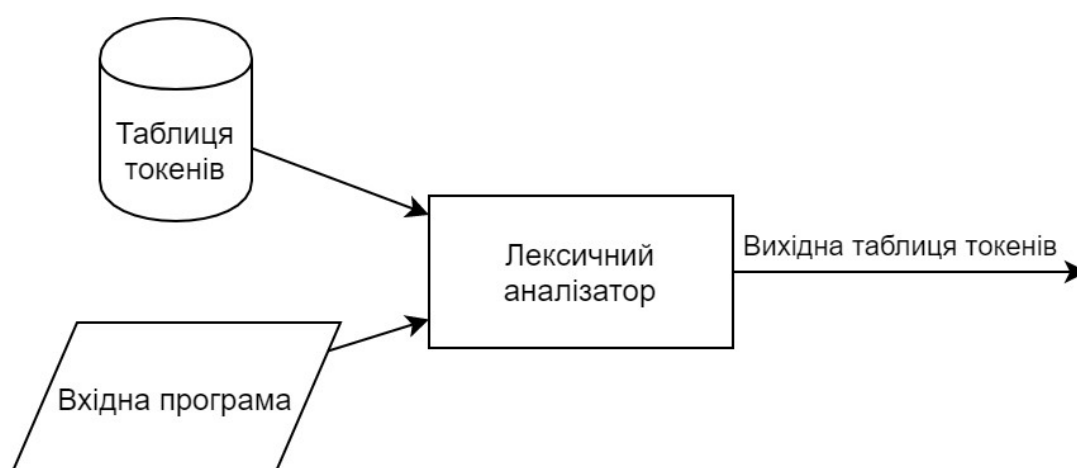 Таблиця
токенів
Лексичний
аналізатор
Вихідна таблиця токенів
Вхідна програма